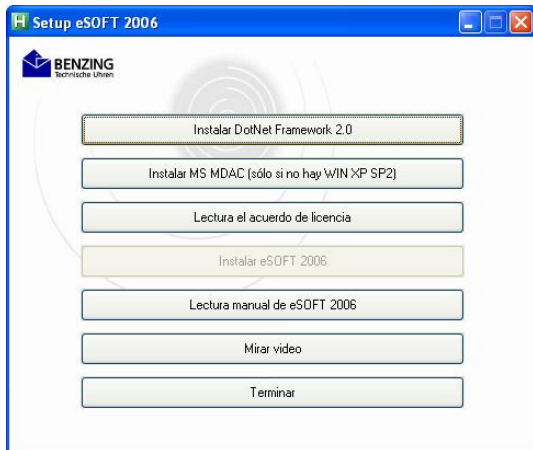 Setup eSOFT 2006
BENZING
Technische Uhren
Instalar DotNet Framework 2.0
Instalar MS MDAC (sólo si no hay WIN XP SP2)
Lectura el acuerdo de licencia
Instalar eSOFT 2006
Lectura manual de eSOFT 2006
Mirar video
Terminar